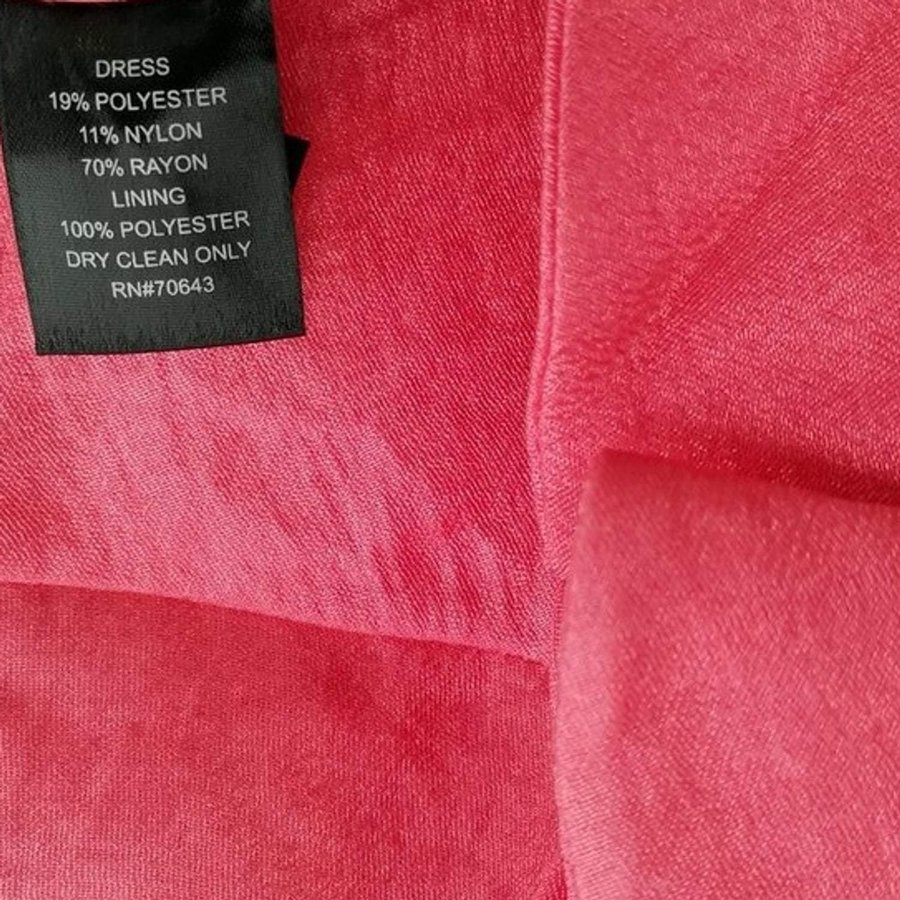 DRESS
19% POLYESTER
11% NYLON
70% RAYON
LINING
100% POLYESTER
DRY CLEAN ONLY
RN#70643